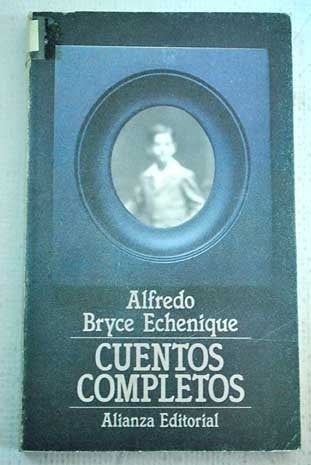 Alfredo
Bryce Echenique
CUENTOS
COMPLETOS
Alianza Editorial